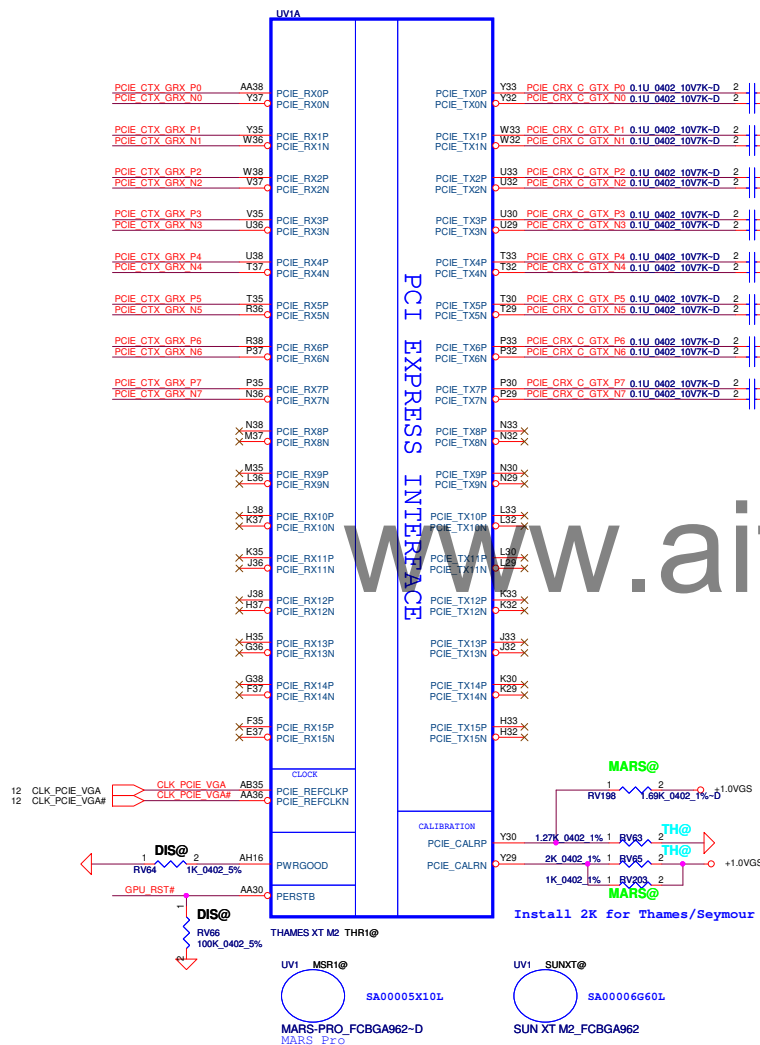 UV1A
PCIE_CTX_GRX_P0 AA38 PCIE_RX0P PCIE_TX0P Y33 PCIE_CRX_C_GTX_P0 0.1U_0402_10V7K~D 2
PCIE_CTX_GRX_N0 Y37 PCIE_RX0N PCIE_TX0N Y32 PCIE_CRX_C_GTX_N0 0.1U_0402_10V7K~D 2
PCIE_CTX_GRX_P1 Y35 PCIE_RX1P PCIE_TX1P W33 PCIE_CRX_C_GTX_P1 0.1U_0402_10V7K~D 2
PCIE_CTX_GRX_N1 W36 PCIE_RX1N PCIE_TX1N W32 PCIE_CRX_C_GTX_N1 0.1U_0402_10V7K~D 2
PCIE_CTX_GRX_P2 W38 PCIE_RX2P PCIE_TX2P U33 PCIE_CRX_C_GTX_P2 0.1U_0402_10V7K~D 2
PCIE_CTX_GRX_N2 V37 PCIE_RX2N PCIE_TX2N U32 PCIE_CRX_C_GTX_N2 0.1U_0402_10V7K~D 2
PCIE_CTX_GRX_P3 V35 PCIE_RX3P PCIE_TX3P U30 PCIE_CRX_C_GTX_P3 0.1U_0402_10V7K~D 2
PCIE_CTX_GRX_N3 U36 PCIE_RX3N PCIE_TX3N U29 PCIE_CRX_C_GTX_N3 0.1U_0402_10V7K~D 2
PCIE_CTX_GRX_P4 U38 PCIE_RX4P PCIE_TX4P T33 PCIE_CRX_C_GTX_P4 0.1U_0402_10V7K~D 2
PCIE_CTX_GRX_N4 T37 PCIE_RX4N PCIE_TX4N T32 PCIE_CRX_C_GTX_N4 0.1U_0402_10V7K~D 2
PCIE_CTX_GRX_P5 T35 PCIE_RX5P PCIE_TX5P T30 PCIE_CRX_C_GTX_P5 0.1U_0402_10V7K~D 2
PCIE_CTX_GRX_N5 R36 PCIE_RX5N PCIE_TX5N T29 PCIE_CRX_C_GTX_N5 0.1U_0402_10V7K~D 2
PCIE_CTX_GRX_P6 R38 PCIE_RX6P PCIE_TX6P P33 PCIE_CRX_C_GTX_P6 0.1U_0402_10V7K~D 2
PCIE_CTX_GRX_N6 P37 PCIE_RX6N PCIE_TX6N P32 PCIE_CRX_C_GTX_N6 0.1U_0402_10V7K~D 2
PCIE_CTX_GRX_P7 P35 PCIE_RX7P PCIE_TX7P P30 PCIE_CRX_C_GTX_P7 0.1U_0402_10V7K~D 2
PCIE_CTX_GRX_N7 N36 PCIE_RX7N PCIE_TX7N P29 PCIE_CRX_C_GTX_N7 0.1U_0402_10V7K~D 2
PCI EXPRESS INTERFACE
N38 PCIE_RX8P PCIE_TX8P N33
M37 PCIE_RX8N PCIE_TX8N N32
M35 PCIE_RX9P PCIE_TX9P N30
L36 PCIE_RX9N PCIE_TX9N N29
L38 PCIE_RX10P PCIE_TX10P L33
K37 PCIE_RX10N PCIE_TX10N L32
www.ai
K35 PCIE_RX11P PCIE_TX11P L30
J36 PCIE_RX11N PCIE_TX11N L29
J38 PCIE_RX12P PCIE_TX12P K33
H37 PCIE_RX12N PCIE_TX12N K32
H35 PCIE_RX13P PCIE_TX13P J33
G36 PCIE_RX13N PCIE_TX13N J32
G38 PCIE_RX14P PCIE_TX14P K30
F37 PCIE_RX14N PCIE_TX14N K29
F35 PCIE_RX15P PCIE_TX15P H33
E37 PCIE_RX15N PCIE_TX15N H32
CLOCK
MARS@
12 CLK_PCIE_VGA CLK_PCIE_VGA AB35 PCIE_REFCLKP
12 CLK_PCIE_VGA# CLK_PCIE_VGA# AA36 PCIE_REFCLKN
1 2 +1.0VGS
RV198 1.69K_0402_1%~D
CALIBRATION
TH@
PCIE_CALRP Y30 1.27K_0402_1% 1 RV63 2
TH@
PCIE_CALRN Y29 2K_0402_1% 1 RV65 2 +1.0VGS
1K_0402_1% 1 RV203 2
MARS@
DIS@
1 2 AH16 PWRGOOD
RV64 1K_0402_5%
GPU_RST# AA30 PERSTB
1 DIS@
RV66
100K_0402_5%
2
Install 2K for Thames/Seymour
THAMES XT M2 THR1@
UV1 MSR1@
SA00005X10L
MARS-PRO_FCBGA962~D
MARS Pro
UV1 SUNXT@
SA00006G60L
SUN XT M2_FCBGA962